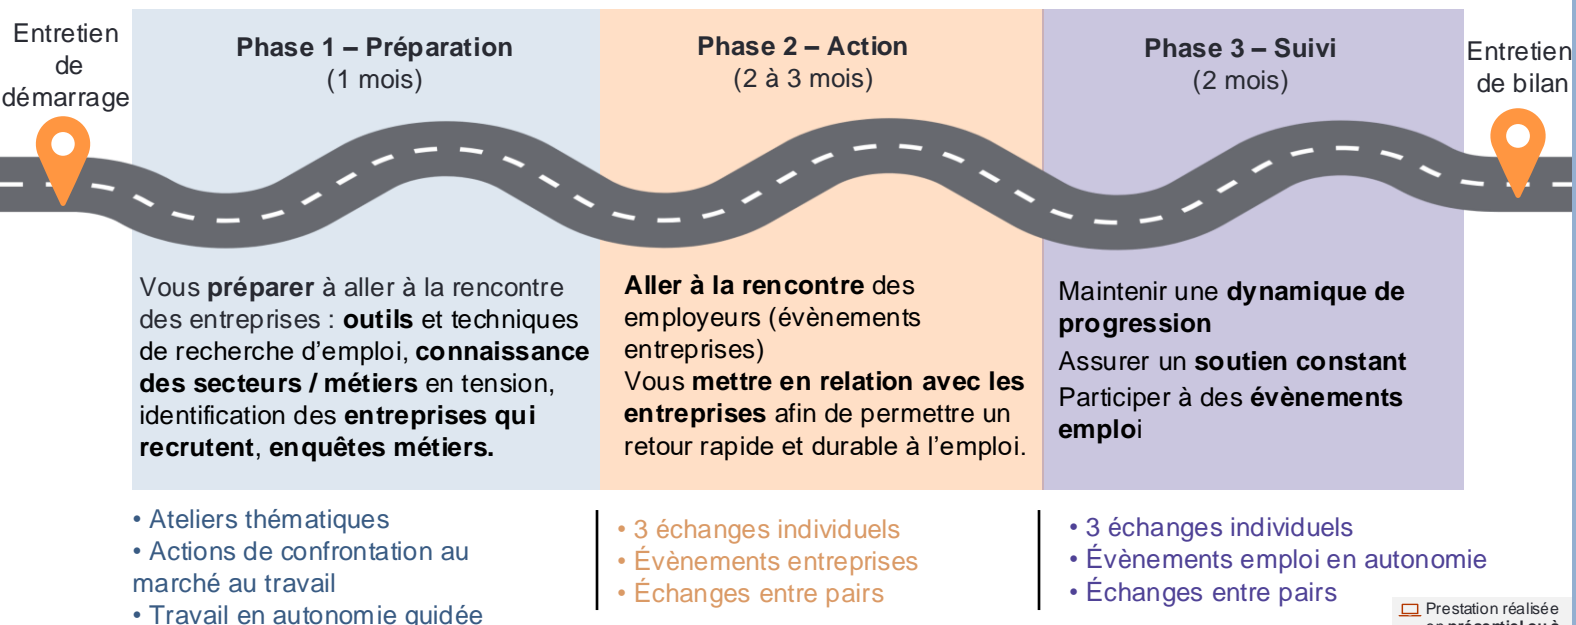 Entretien
de
démarrage
Phase 1 – Préparation
(1 mois)
Phase 2 – Action
(2 à 3 mois)
Phase 3 – Suivi
(2 mois)
Entretien
de bilan
Vous préparer à aller à la rencontre
des entreprises : outils et techniques
de recherche d’emploi, connaissance
des secteurs / métiers en tension,
identification des entreprises qui
recrutent, enquêtes métiers.
Aller à la rencontre des
employeurs (évènements
entreprises)
Vous mettre en relation avec les
entreprises afin de permettre un
retour rapide et durable à l’emploi.
Maintenir une dynamique de
progression
Assurer un soutien constant
Participer à des évènements
emploi
• Ateliers thématiques
• Actions de confrontation au
marché au travail
• Travail en autonomie guidée
• 3 échanges individuels
• Évènements entreprises
• Échanges entre pairs
• 3 échanges individuels
• Évènements emploi en autonomie
• Échanges entre pairs
Prestation réalisée
en présentiel ou à